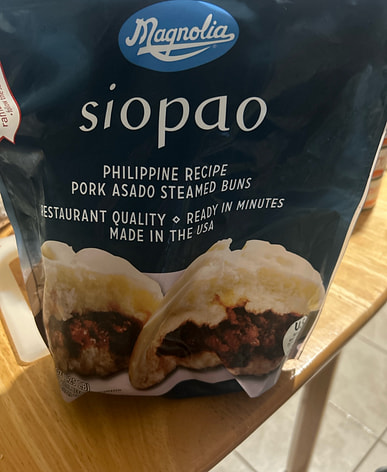 Magnolia
siopao
PHILIPPINE RECIPE
PORK ASADO STEAMED BUNS
RESTAURANT QUALITY ⋄ READY IN MINUTES
MADE IN THE USA